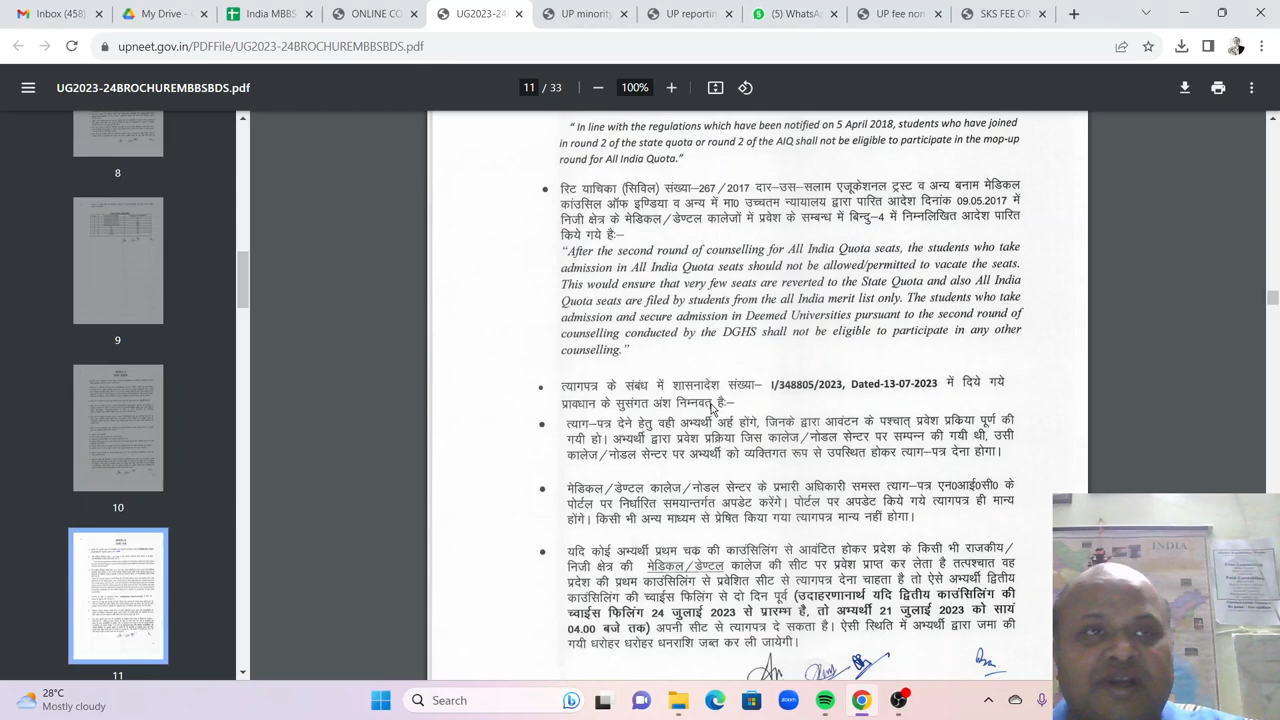 Inbox (458)
My Drive - G
India MBBS
ONLINE CO
UG2023-24
UP minority
UP reportin
(5) WhatsA
UP fee non
SKS FEE OR
upneet.gov.in/PDFFile/UG2023-24BROCHUREMBBSBDS.pdf
UG2023-24BROCHUREMBBSBDS.pdf
11 / 33
100%
8
9
10
11
" In line with the regulations which have been notified on 5 April 2018, students who have joined
in round 2 of the state quota or round 2 of the AIQ shall not be eligible to participate in the mop-up
round for All India Quota."
रिट याचिका (सिविल) संख्या–267/2017 दार–उस–सलाम एजूकेशनल ट्रस्ट व अन्य बनाम मेडिकल
काउंसिल ऑफ इण्डिया व अन्य में मा0 उच्चतम न्यायालय द्वारा पारित आदेश दिनांक 09.05.2017 में
निजी क्षेत्र के मेडिकल/डेण्टल कालेजों में प्रवेश के सम्बन्ध में बिन्दु–4 में निम्नलिखित आदेश पारित
किये गये है:–
"After the second round of counselling for All India Quota seats, the students who take
admission in All India Quota seats should not be allowed/permitted to vacate the seats.
This would ensure that very few seats are reverted to the State Quota and also All India
Quota seats are filed by students from the all India merit list only. The students who take
admission and secure admission in Deemed Universities pursuant to the second round of
counselling conducted by the DGHS shall not be eligible to participate in any other
counselling."
त्यागपत्र के संबंध में शासनादेश संख्या– Dated-13-07-2023 में दिये गये
प्रावधान के सुसंगत अंश निम्नवत् है:–
त्याग–पत्र देने हेतु वही अभ्यर्थी अर्ह होंगे, जिनके द्वारा आवंटन के पश्चात् प्रवेश प्रक्रिया पूर्ण की
गयी हो। अभ्यर्थी द्वारा प्रवेश प्रक्रिया जिस कालेज/नोडल सेन्टर पर सम्पन्न की गयी थी, उसी
कालेज/नोडल सेन्टर पर अभ्यर्थी को व्यक्तिगत रूप से उपस्थित होकर त्याग–पत्र देना होगा।
मेडिकल/डेण्टल कालेज/नोडल सेन्टर के प्रभारी अधिकारी समस्त त्याग–पत्र एन0आई0सी0 के
पोर्टल पर निर्धारित समयान्तर्गत अपडेट करेंगे। पोर्टल पर अपडेट किये गये त्यागपत्र ही मान्य
होंगे। किसी भी अन्य माध्यम से प्रेषित किया गया त्यागपत्र मान्य नहीं होगा।
यदि कोई अभ्यर्थी प्रथम चक्र की काउंसिलिंग से आवंटित होकर प्रदेश के किसी भी राजकीय/
निजी क्षेत्र की मेडिकल/डेंटल कालेज की सीट पर प्रवेश प्राप्त कर लेता है तत्पश्चात वह
प्रदेश की प्रथम काउंसिलिंग से प्रवेशित सीट से त्यागपत्र देना चाहता है तो ऐसे अभ्यर्थी द्वितीय
काउंसिलिंग की च्वाईस फिलिंग से दो दिन पूर्व (उदाहरणानार्थ यदि द्वितीय काउंसिलिंग की
च्वाईस फिलिंग 24 जुलाई 2023 से प्रारम्भ है, तो अभ्यर्थी 21 जुलाई 2023 की सायं
04.00 बजे तक) अपनी सीट से त्यागपत्र दे सकता है। ऐसी स्थिति में अभ्यर्थी द्वारा जमा की
गयी धरोहर धरोहर धनराशि जब्त कर ली जायेगी।
INDIA
28°C
Mostly cloudy
Search